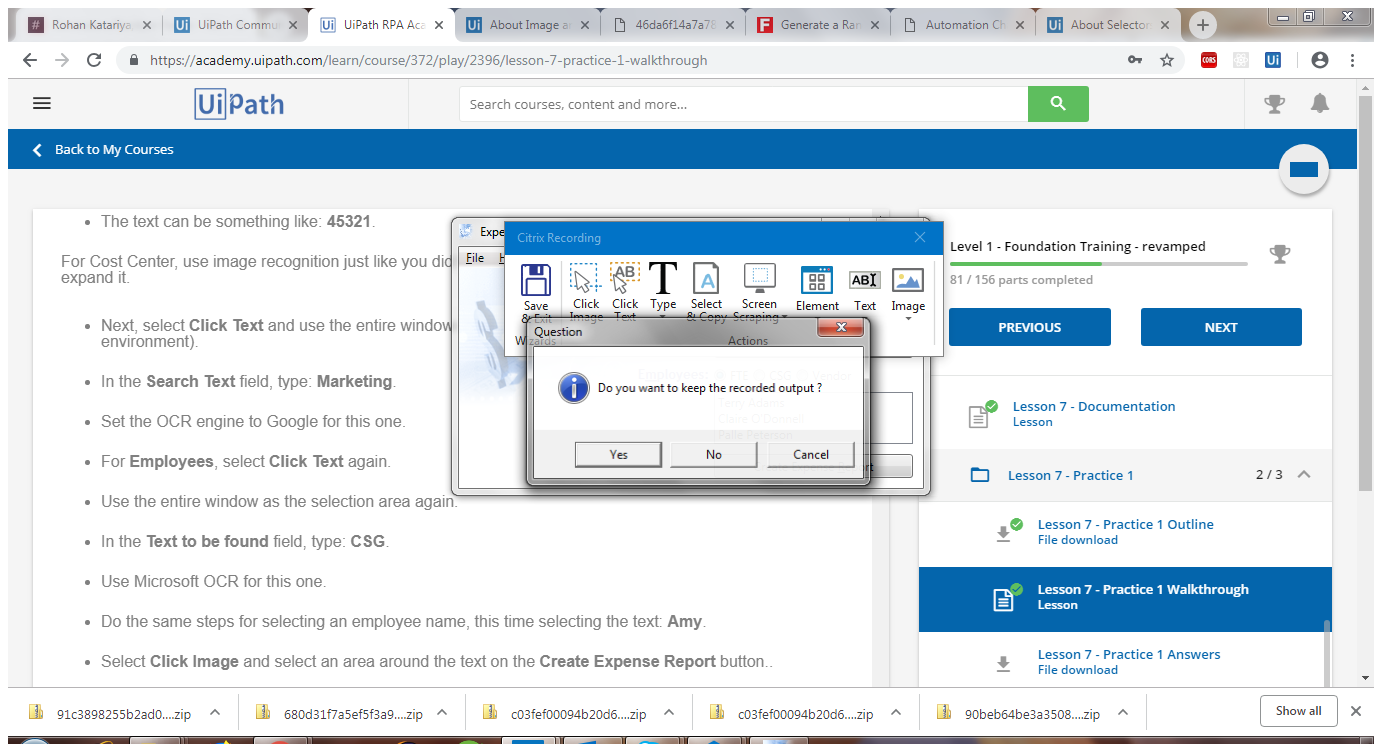 # Rohan Katariya
Ui UiPath Commu
Ui UiPath RPA Aca
Ui About Image a
46da6f14a7a78
F Generate a Ran
Automation Ch
Ui About Selector
https://academy.uipath.com/learn/course/372/play/2396/lesson-7-practice-1-walkthrough
CORS
Ui
UiPath
Search courses, content and more...
Back to My Courses
• The text can be something like: 45321.
For Cost Center, use image recognition just like you did
expand it.
• Next, select Click Text and use the entire window
environment).
• In the Search Text field, type: Marketing.
• Set the OCR engine to Google for this one.
• For Employees, select Click Text again.
• Use the entire window as the selection area again.
• In the Text to be found field, type: CSG.
• Use Microsoft OCR for this one.
• Do the same steps for selecting an employee name, this time selecting the text: Amy.
• Select Click Image and select an area around the text on the Create Expense Report button..
Expe
File H
Citrix Recording
Save
& Exit
Click
Image
Click
Text
Type
Select
& Copy
Screen
Scraping
Element
Text
Image
Wizards
Actions
Question
Do you want to keep the recorded output ?
Yes
No
Cancel
Level 1 - Foundation Training - revamped
81 / 156 parts completed
PREVIOUS
NEXT
Lesson 7 - Documentation
Lesson
Lesson 7 - Practice 1
2 / 3
Lesson 7 - Practice 1 Outline
File download
Lesson 7 - Practice 1 Walkthrough
Lesson
Lesson 7 - Practice 1 Answers
File download
91c3898255b2ad0....zip
680d31f7a5ef5f3a9....zip
c03fef00094b20d6....zip
c03fef00094b20d6....zip
90beb64be3a3508....zip
Show all